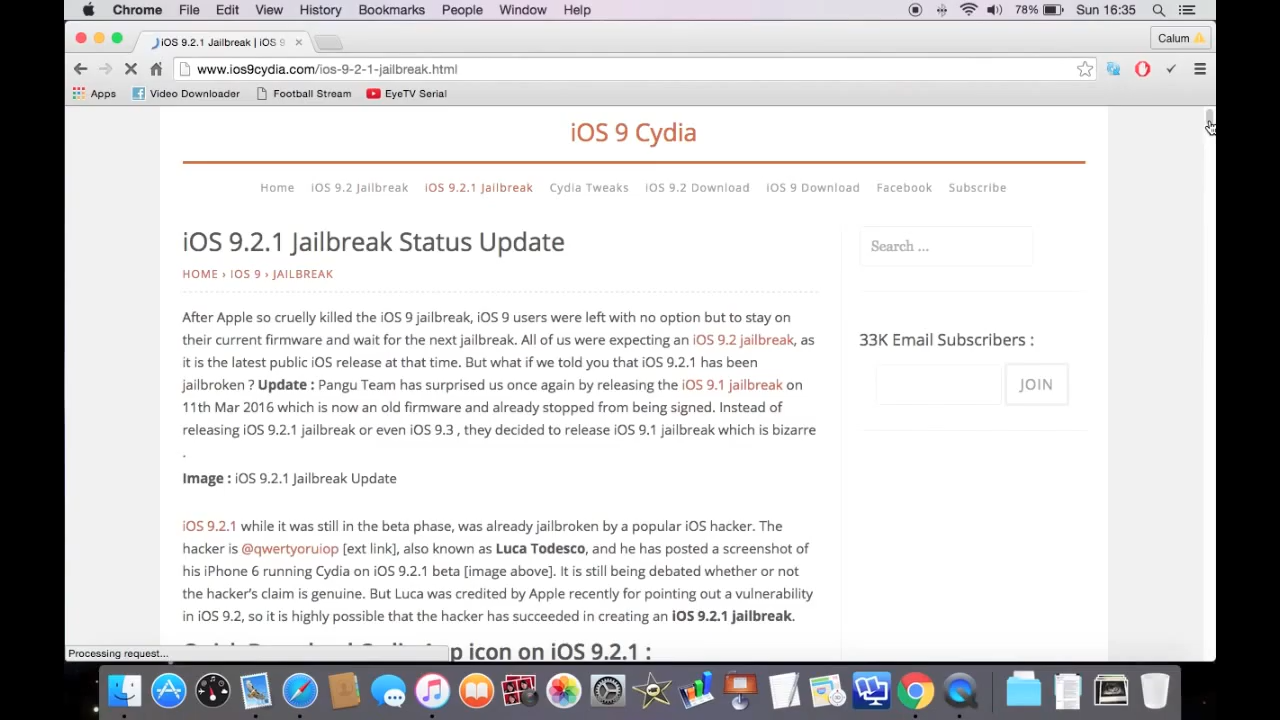 Chrome File Edit View History Bookmarks People Window Help 78% Sun 16:35
iOS 9.2.1 Jailbreak | iOS 9 Calum
www.ios9cydia.com/ios-9-2-1-jailbreak.html
Apps Video Downloader Football Stream EyeTV Serial
iOS 9 Cydia
Home iOS 9.2 Jailbreak iOS 9.2.1 Jailbreak Cydia Tweaks iOS 9.2 Download iOS 9 Download Facebook Subscribe
iOS 9.2.1 Jailbreak Status Update
Search ...
HOME › IOS 9 › JAILBREAK
After Apple so cruelly killed the iOS 9 jailbreak, iOS 9 users were left with no option but to stay on
their current firmware and wait for the next jailbreak. All of us were expecting an iOS 9.2 jailbreak, as
it is the latest public iOS release at that time. But what if we told you that iOS 9.2.1 has been
jailbroken ? Update : Pangu Team has surprised us once again by releasing the iOS 9.1 jailbreak on
11th Mar 2016 which is now an old firmware and already stopped from being signed. Instead of
releasing iOS 9.2.1 jailbreak or even iOS 9.3 , they decided to release iOS 9.1 jailbreak which is bizarre
.
33K Email Subscribers :
JOIN
Image : iOS 9.2.1 Jailbreak Update
iOS 9.2.1 while it was still in the beta phase, was already jailbroken by a popular iOS hacker. The
hacker is @qwertyoruiop [ext link], also known as Luca Todesco, and he has posted a screenshot of
his iPhone 6 running Cydia on iOS 9.2.1 beta [image above]. It is still being debated whether or not
the hacker's claim is genuine. But Luca was credited by Apple recently for pointing out a vulnerability
in iOS 9.2, so it is highly possible that the hacker has succeeded in creating an iOS 9.2.1 jailbreak.
Quick Download Cydia App icon on iOS 9.2.1 :
Processing request...